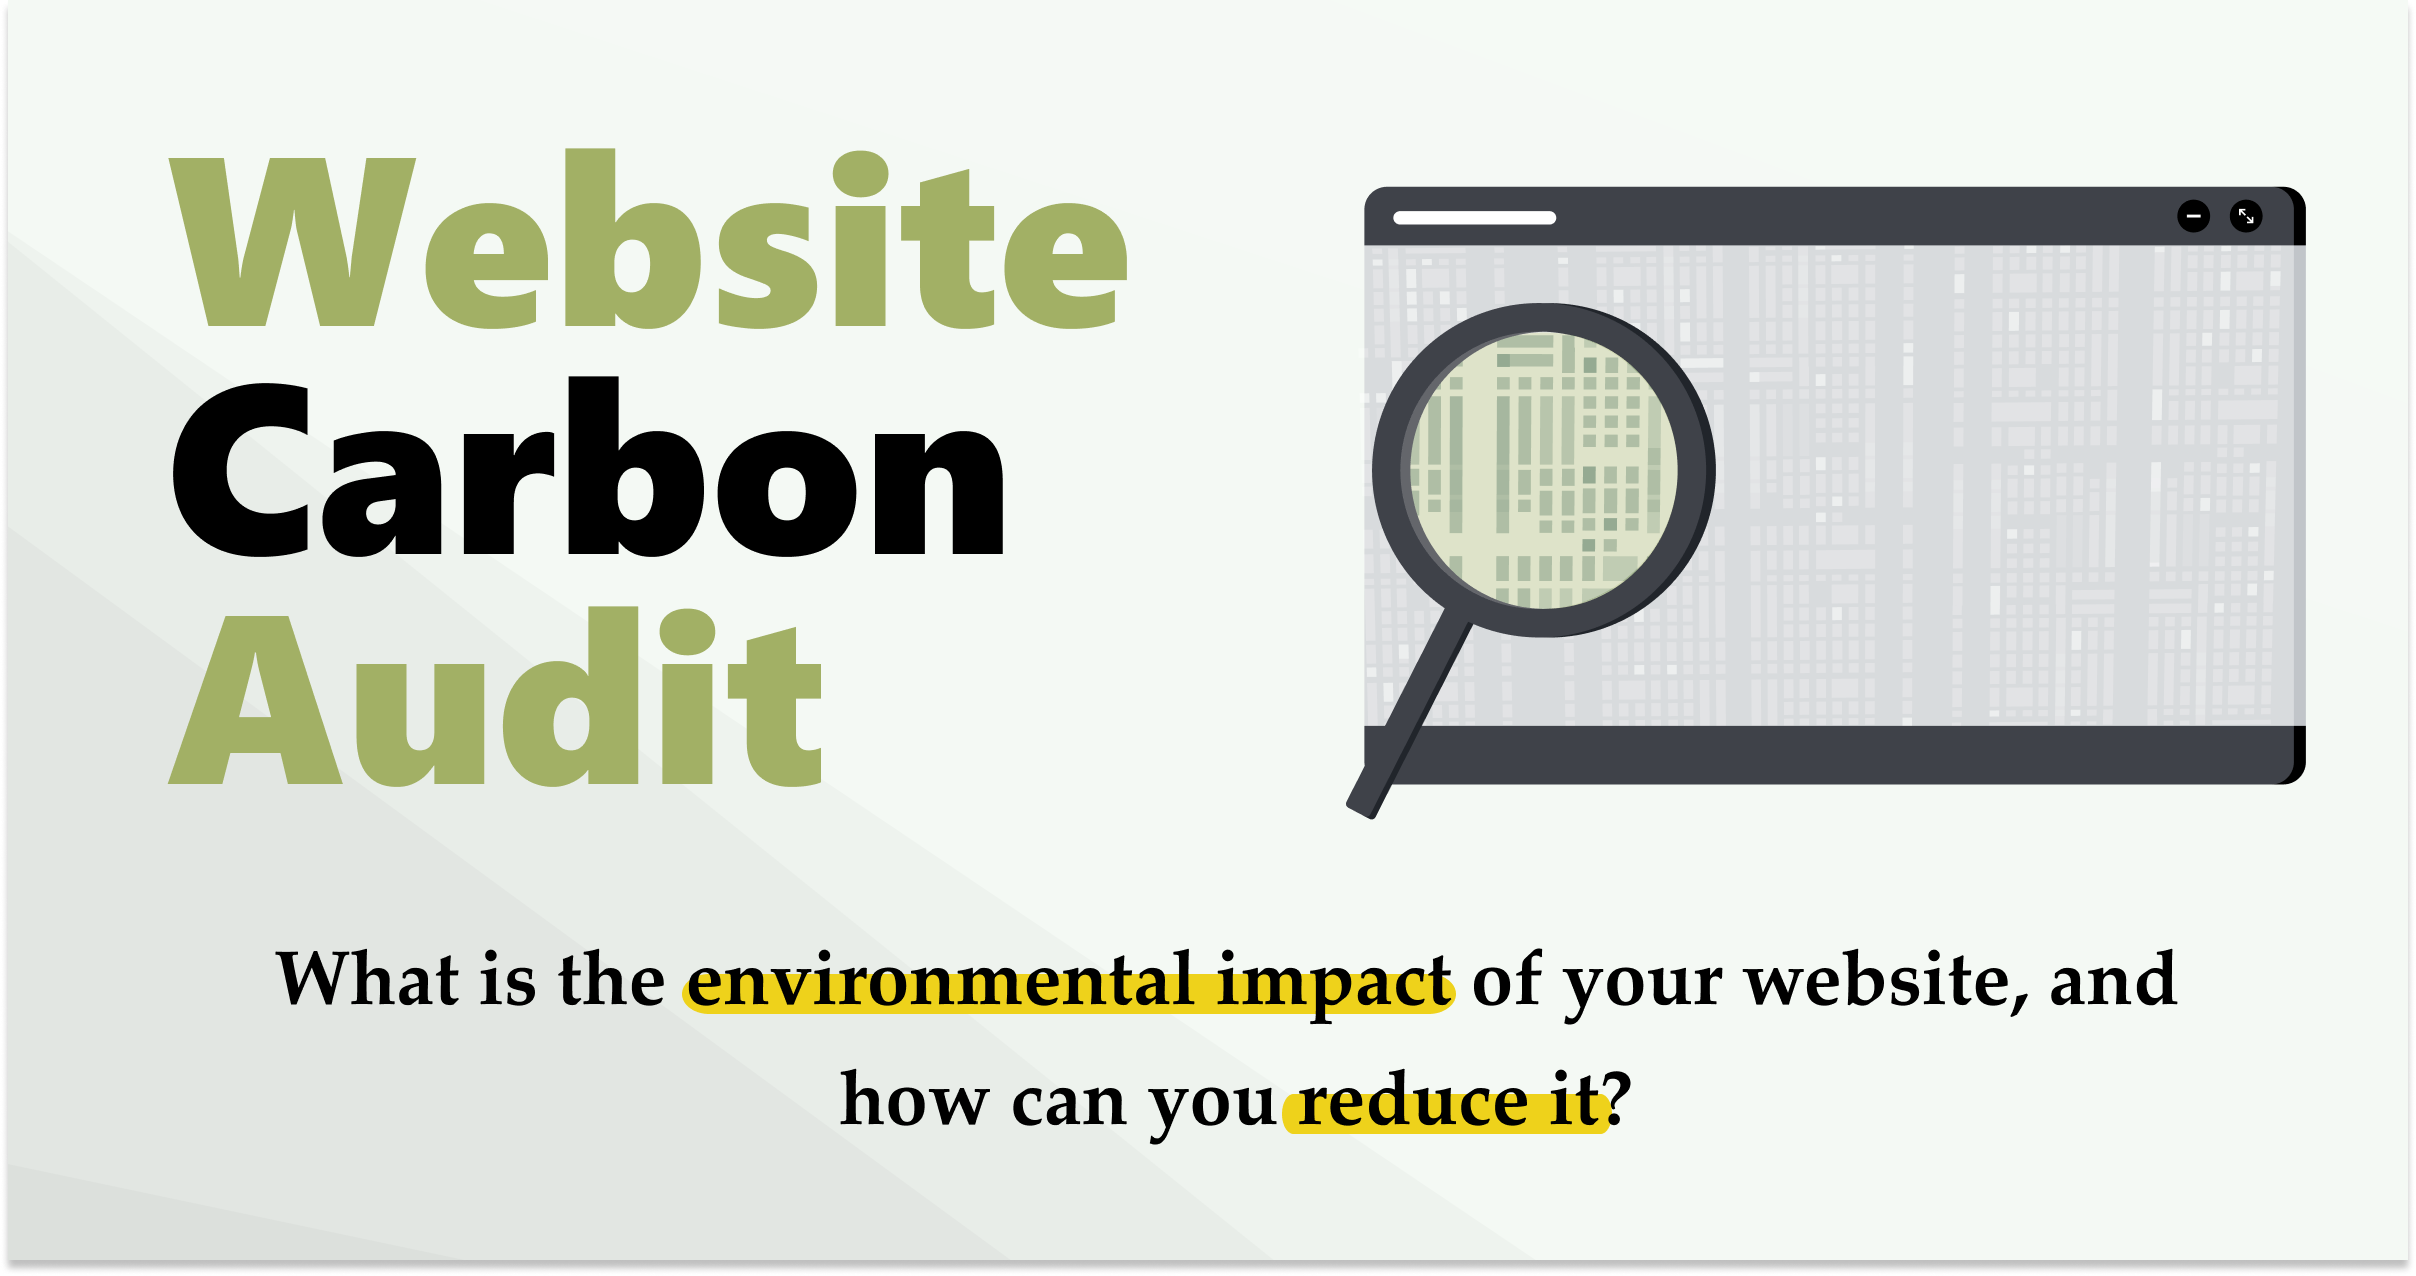 Website
Carbon
Audit
What is the environmental impact of your website, and
how can you reduce it?